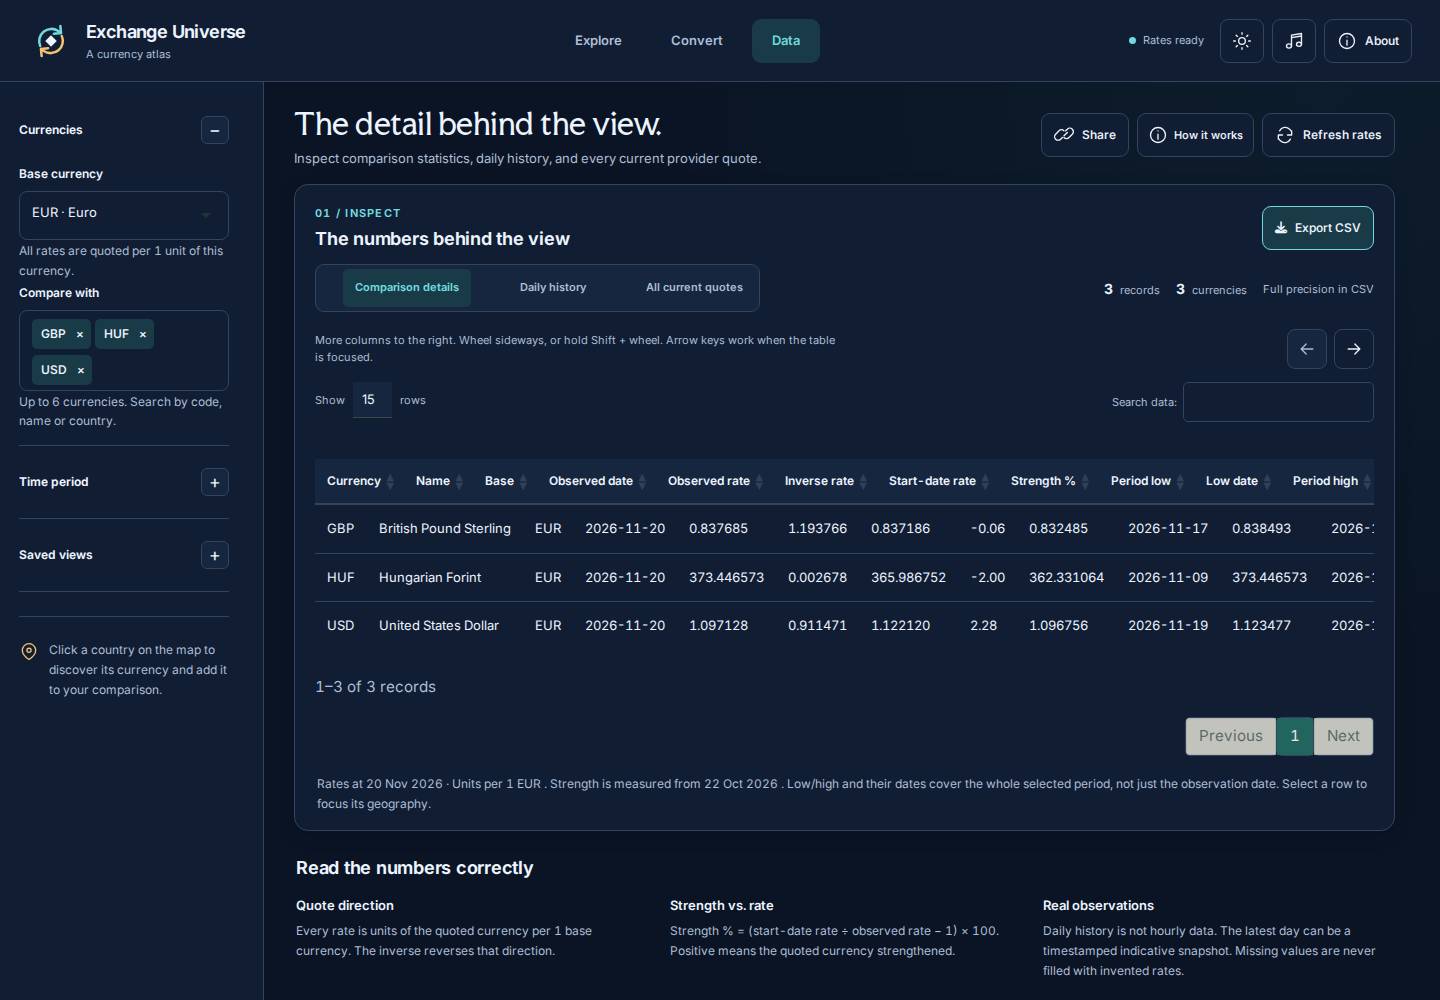 Exchange Universe
A currency atlas
Explore
Convert
Data
Rates ready
About
Currencies
−
Base currency
EUR · Euro
All rates are quoted per 1 unit of this
currency.
Compare with
GBP ×
HUF ×
USD ×
Up to 6 currencies. Search by code,
name or country.
Time period
+
Saved views
+
Click a country on the map to
discover its currency and add it
to your comparison.
The detail behind the view.
Inspect comparison statistics, daily history, and every current provider quote.
Share
How it works
Refresh rates
01 / INSPECT
The numbers behind the view
Export CSV
Comparison details
Daily history
All current quotes
3 records 3 currencies Full precision in CSV
More columns to the right. Wheel sideways, or hold Shift + wheel. Arrow keys work when the table
is focused.
← →
Show 15 rows
Search data:
Currency Name Base Observed date Observed rate Inverse rate Start-date rate Strength % Period low Low date Period high
GBP British Pound Sterling EUR 2026-11-20 0.837685 1.193766 0.837186 -0.06 0.832485 2026-11-17 0.838493 2026-1
HUF Hungarian Forint EUR 2026-11-20 373.446573 0.002678 365.986752 -2.00 362.331064 2026-11-09 373.446573 2026-1
USD United States Dollar EUR 2026-11-20 1.097128 0.911471 1.122120 2.28 1.096756 2026-11-19 1.123477 2026-1
1–3 of 3 records
Previous 1 Next
Rates at 20 Nov 2026 · Units per 1 EUR . Strength is measured from 22 Oct 2026 . Low/high and their dates cover the whole selected period, not just the observation date. Select a row to
focus its geography.
Read the numbers correctly
Quote direction
Every rate is units of the quoted currency per 1 base
currency. The inverse reverses that direction.
Strength vs. rate
Strength % = (start-date rate ÷ observed rate − 1) × 100.
Positive means the quoted currency strengthened.
Real observations
Daily history is not hourly data. The latest day can be a
timestamped indicative snapshot. Missing values are never
filled with invented rates.